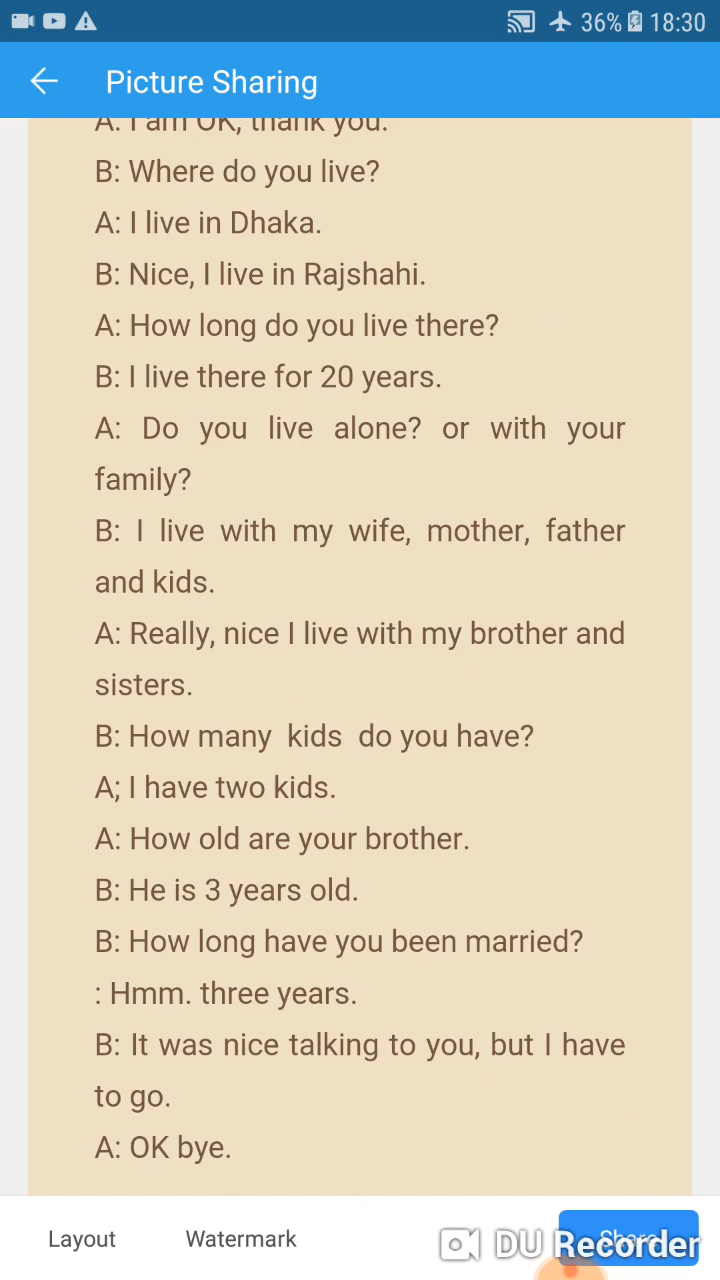 36% 18:30
Picture Sharing
A: I am OK, thank you.
B: Where do you live?
A: I live in Dhaka.
B: Nice, I live in Rajshahi.
A: How long do you live there?
B: I live there for 20 years.
A: Do you live alone? or with your
family?
B: I live with my wife, mother, father
and kids.
A: Really, nice I live with my brother and
sisters.
B: How many kids do you have?
A; I have two kids.
A: How old are your brother.
B: He is 3 years old.
B: How long have you been married?
: Hmm. three years.
B: It was nice talking to you, but I have
to go.
A: OK bye.
Layout Watermark Share
DU Recorder